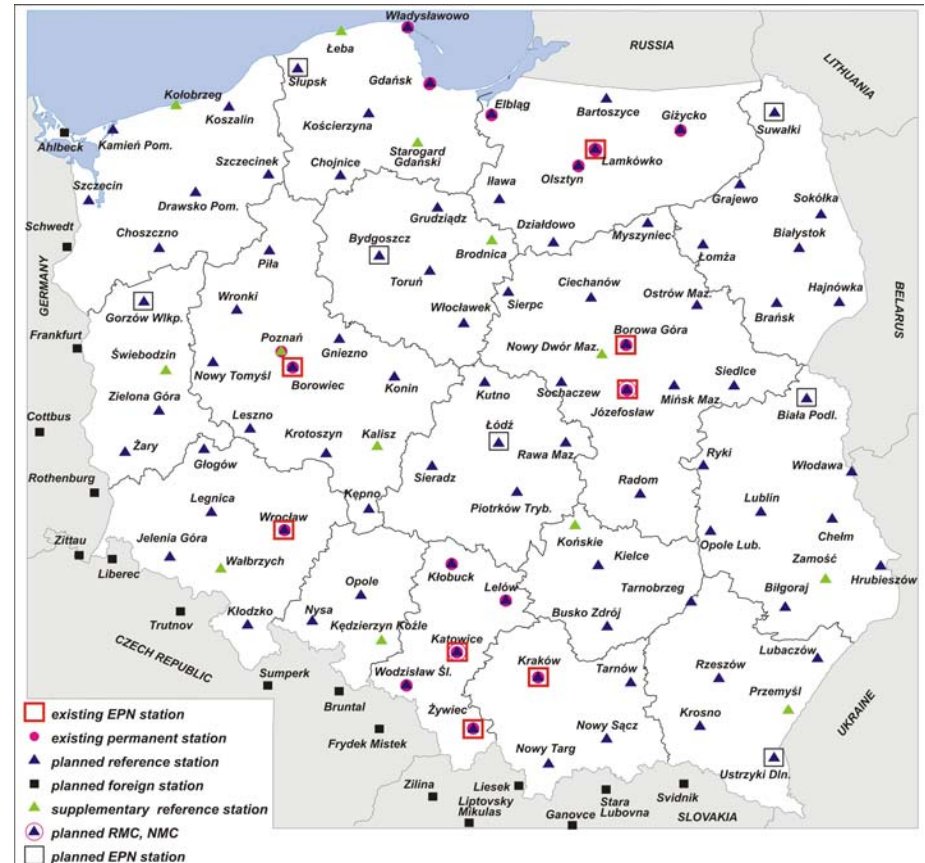 Władysławowo
Łeba
RUSSIA
LITHUANIA
Słupsk
Gdańsk
Kołobrzeg
Koszalin
Elbląg
Bartoszyce
Giżycko
Suwałki
Ahlbeck
Kamień Pom.
Kościerzyna
Starogard
Gdański
Lamkówko
Szczecinek
Chojnice
Olsztyn
Szczecin
Drawsko Pom.
Iława
Grajewo
Sokółka
Grudziądz
Schwedt
Choszczno
Bydgoszcz
Brodnica
Działdowo
Myszyniec
Łomża
Białystok
GERMANY
Piła
Toruń
Ciechanów
Ostrów Maz.
Hajnówka
BELARUS
Gorzów Wlkp.
Wronki
Włocławek
Sierpc
Brańsk
Frankfurt
Świebodzin
Poznań
Gniezno
Nowy Dwór Maz.
Borowa Góra
Nowy Tomyśl
Borowiec
Konin
Kutno
Sochaczew
Józefosław
Mińsk Maz.
Siedlce
Zielona Góra
Biała Podl.
Cottbus
Leszno
Krotoszyn
Kalisz
Łódź
Rawa Maz.
Żary
Głogów
Sieradz
Ryki
Włodawa
Rothenburg
Legnica
Kępno
Piotrków Tryb.
Radom
Lublin
Wrocław
Zittau
Jelenia Góra
Wałbrzych
Końskie
Kielce
Opole Lub.
Chełm
Zamość
Liberec
Opole
Kłobuck
Lelów
Tarnobrzeg
Biłgoraj
Hrubieszów
Trutnov
Kłodzko
Nysa
Kędzierzyn Koźle
Busko Zdrój
CZECH REPUBLIC
Katowice
Kraków
Tarnów
Rzeszów
Lubaczów
Sumperk
Wodzisław Śl.
Przemyśl
Bruntal
Żywiec
Nowy Sącz
Krosno
UKRAINE
Frydek Mistek
Nowy Targ
Ustrzyki Dln.
Zilina
Liesek
Liptovsky
Mikulas
Ganovce
Stara
Lubovna
Svidnik
SLOVAKIA
existing EPN station
existing permanent station
planned reference station
planned foreign station
supplementary reference station
planned RMC, NMC
planned EPN station